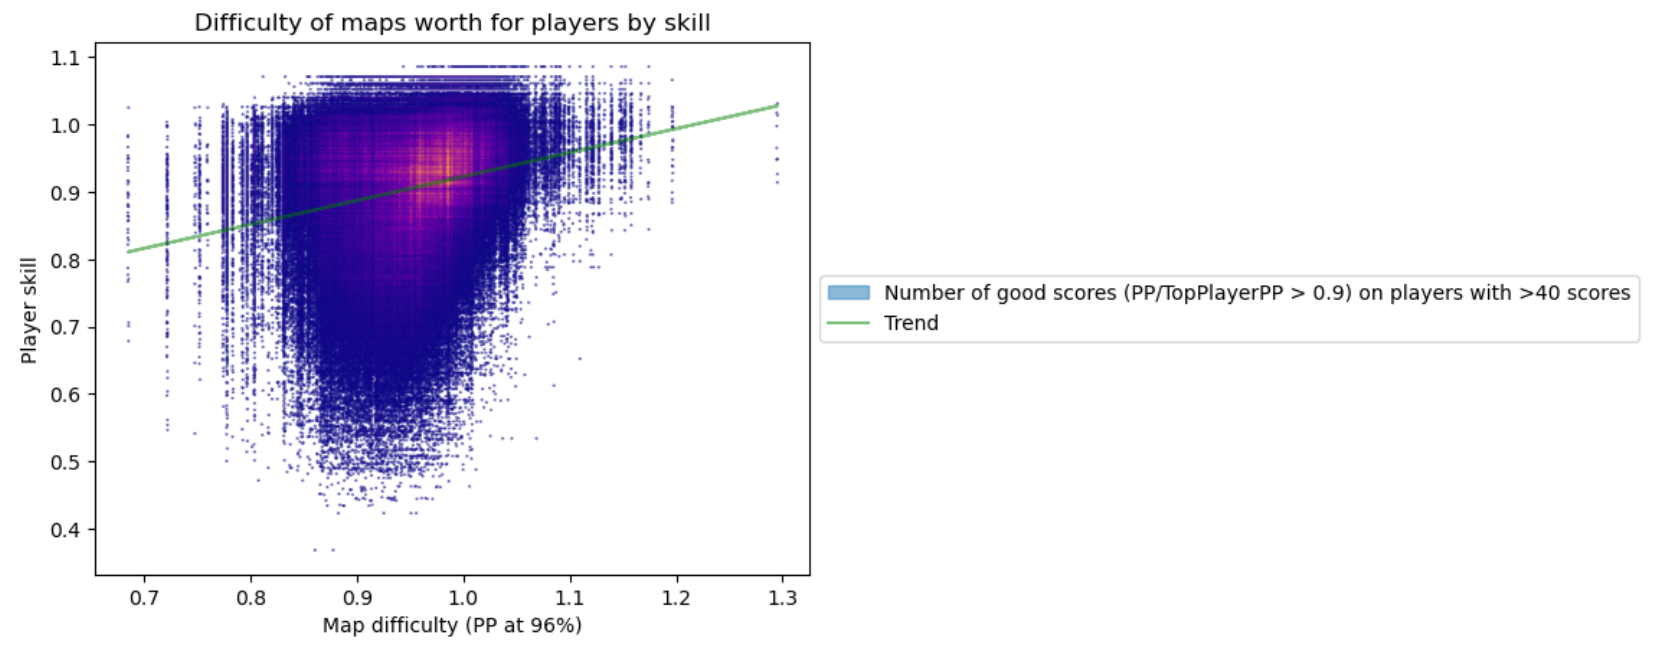 Difficulty of maps worth for players by skill
1.1
1.0
0.9
0.8
0.7
0.6
0.5
0.4
Player skill
0.7 0.8 0.9 1.0 1.1 1.2 1.3
Map difficulty (PP at 96%)
Number of good scores (PP/TopPlayerPP > 0.9) on players with >40 scores
Trend